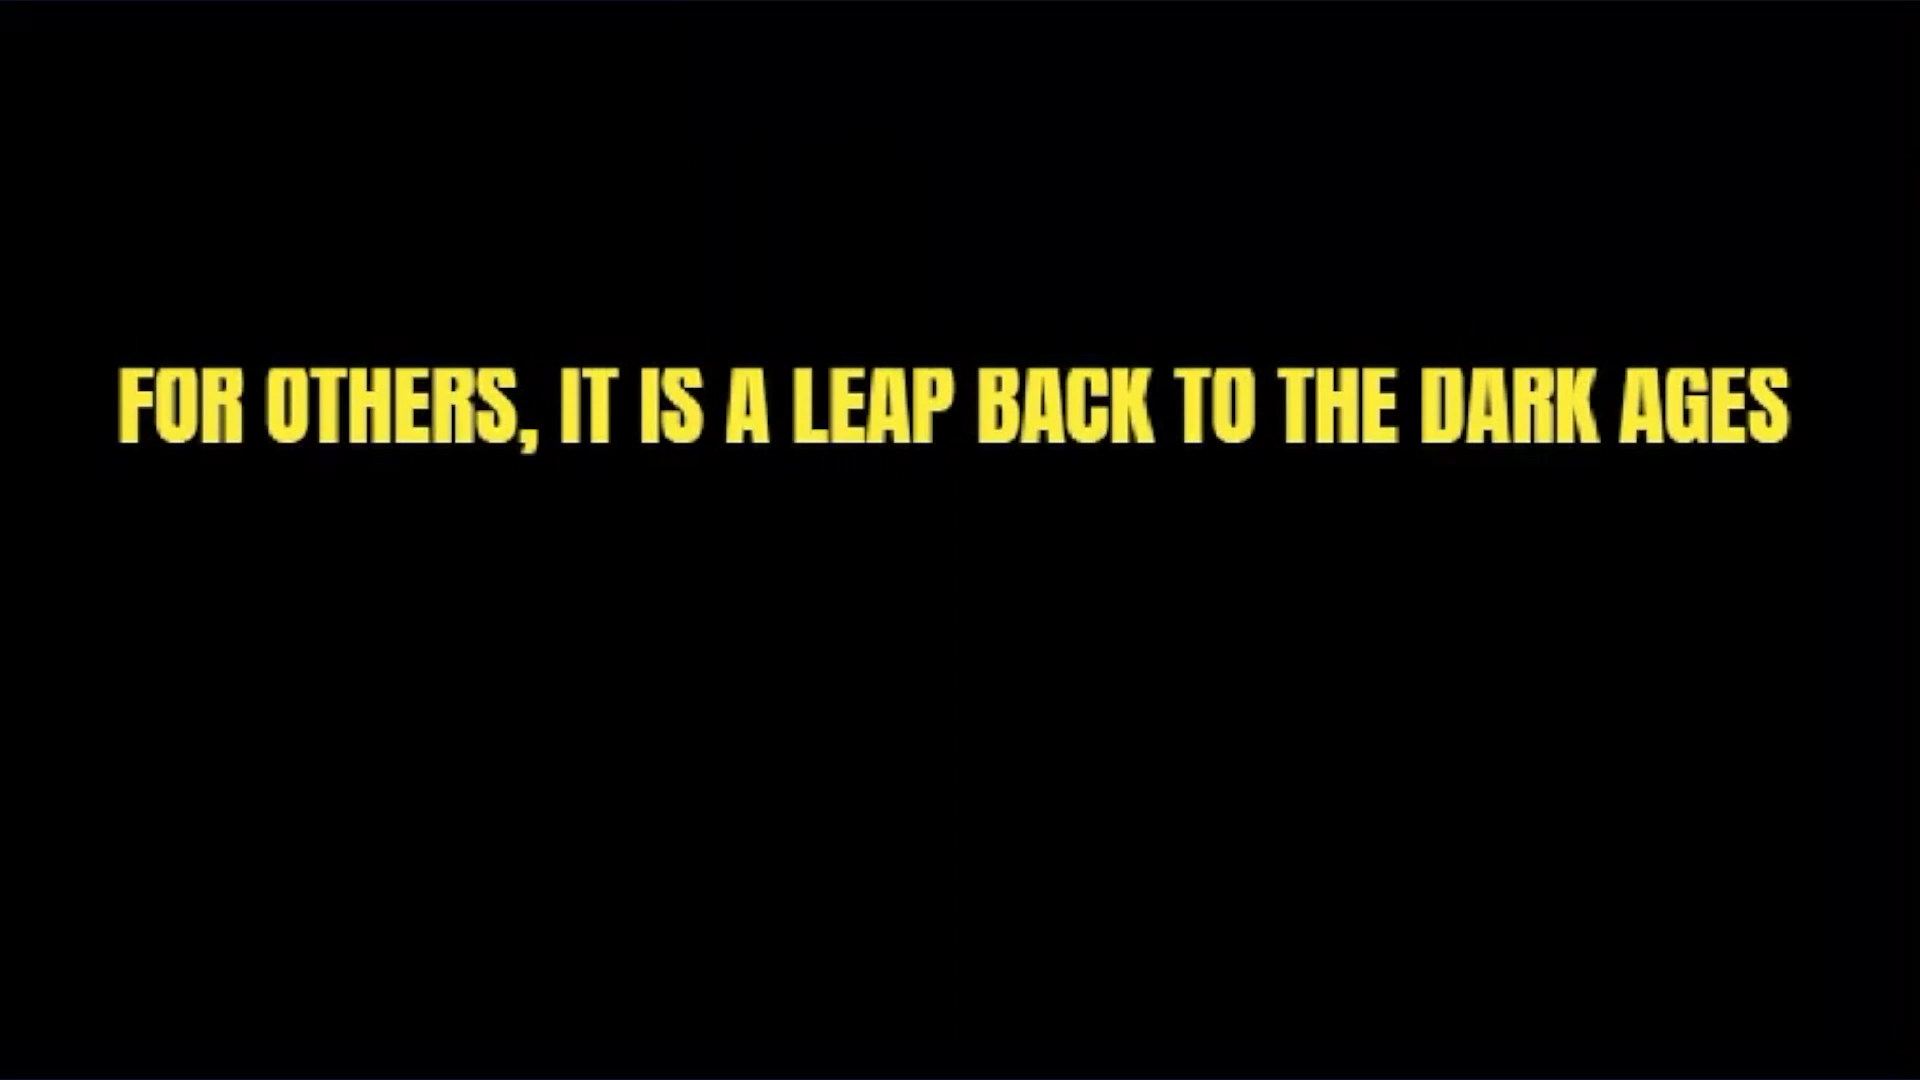 FOR OTHERS, IT IS A LEAP BACK TO THE DARK AGES